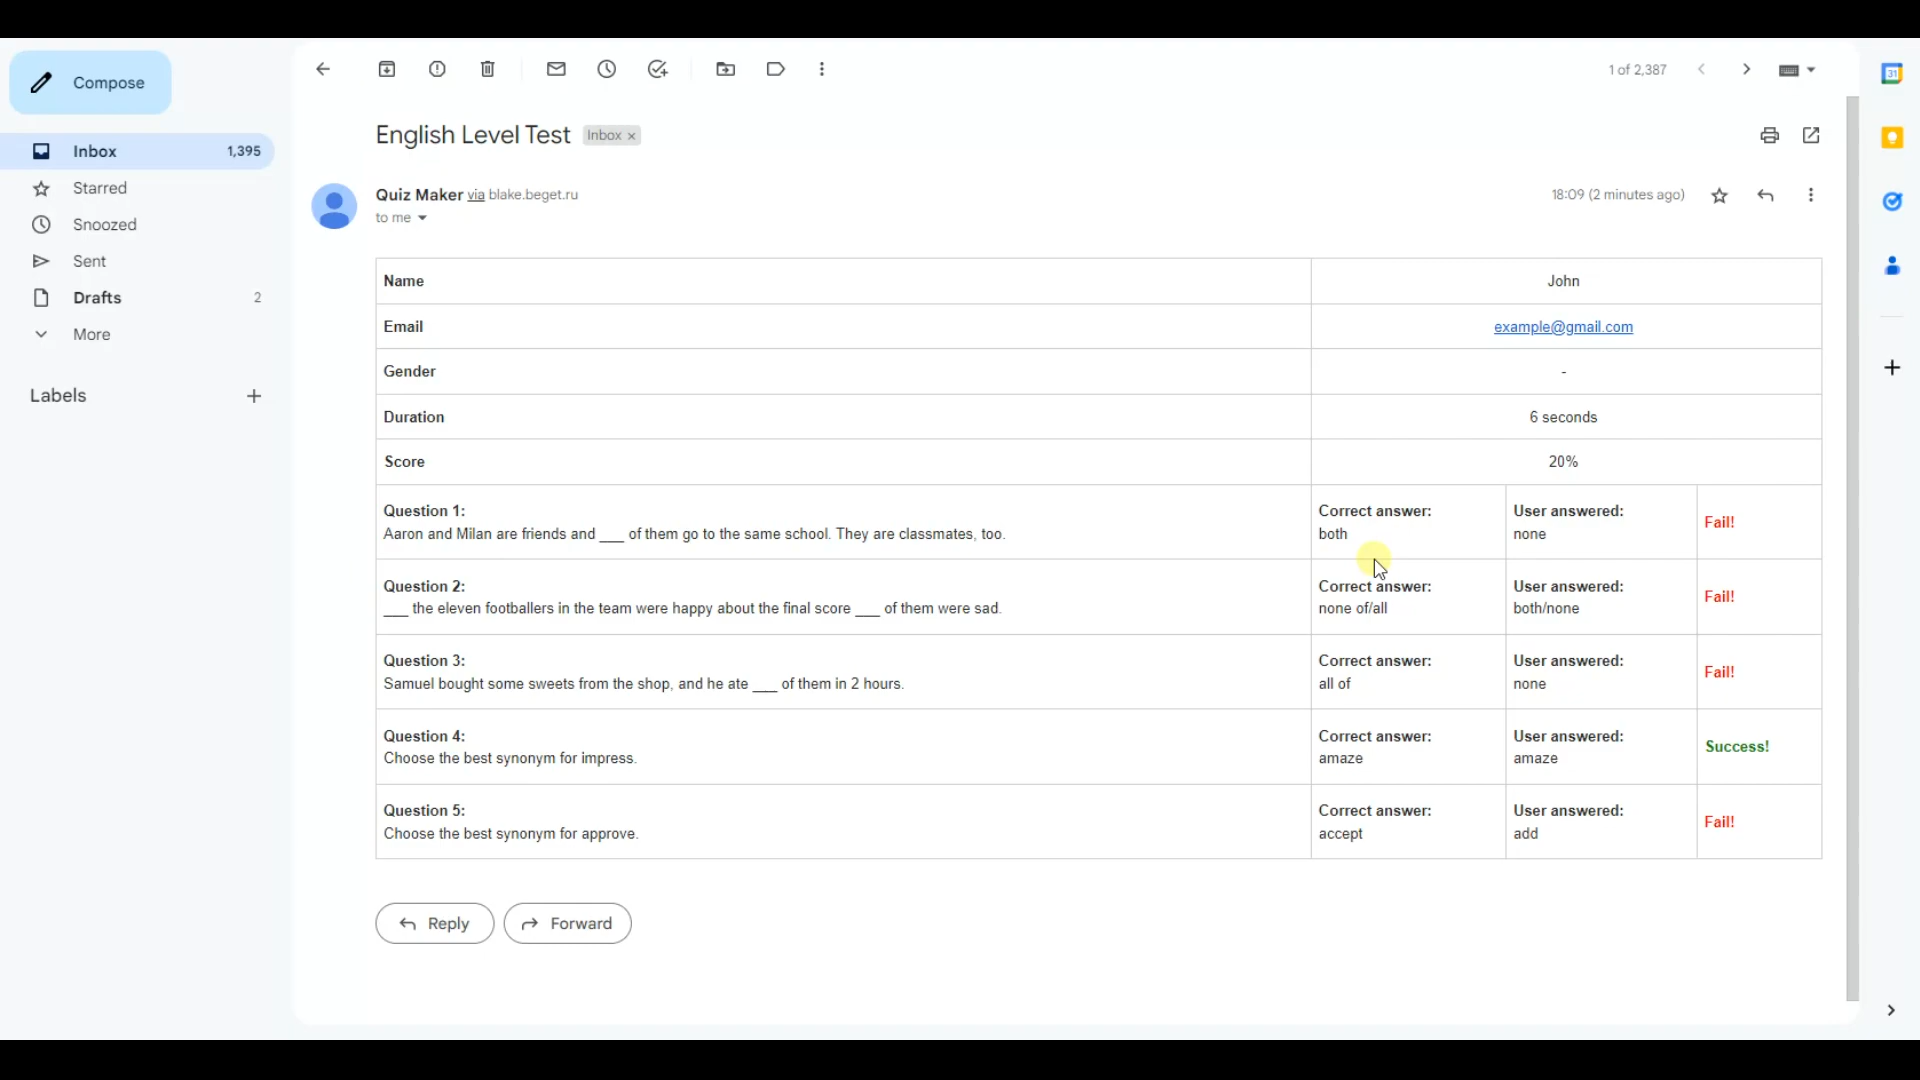 Compose
1 of 2,387
English Level Test Inbox ×
Inbox 1,395
Starred
Quiz Maker via blake.beget.ru
18:09 (2 minutes ago)
to me
Snoozed
Sent
Drafts 2
More
Labels +
Name John
Email example@gmail.com
Gender -
Duration 6 seconds
Score 20%
Question 1:
Aaron and Milan are friends and ___ of them go to the same school. They are classmates, too.
Correct answer:
both
User answered:
none
Fail!
Question 2:
___ the eleven footballers in the team were happy about the final score ___ of them were sad.
Correct answer:
none of/all
User answered:
both/none
Fail!
Question 3:
Samuel bought some sweets from the shop, and he ate ___ of them in 2 hours.
Correct answer:
all of
User answered:
none
Fail!
Question 4:
Choose the best synonym for impress.
Correct answer:
amaze
User answered:
amaze
Success!
Question 5:
Choose the best synonym for approve.
Correct answer:
accept
User answered:
add
Fail!
Reply
Forward
31